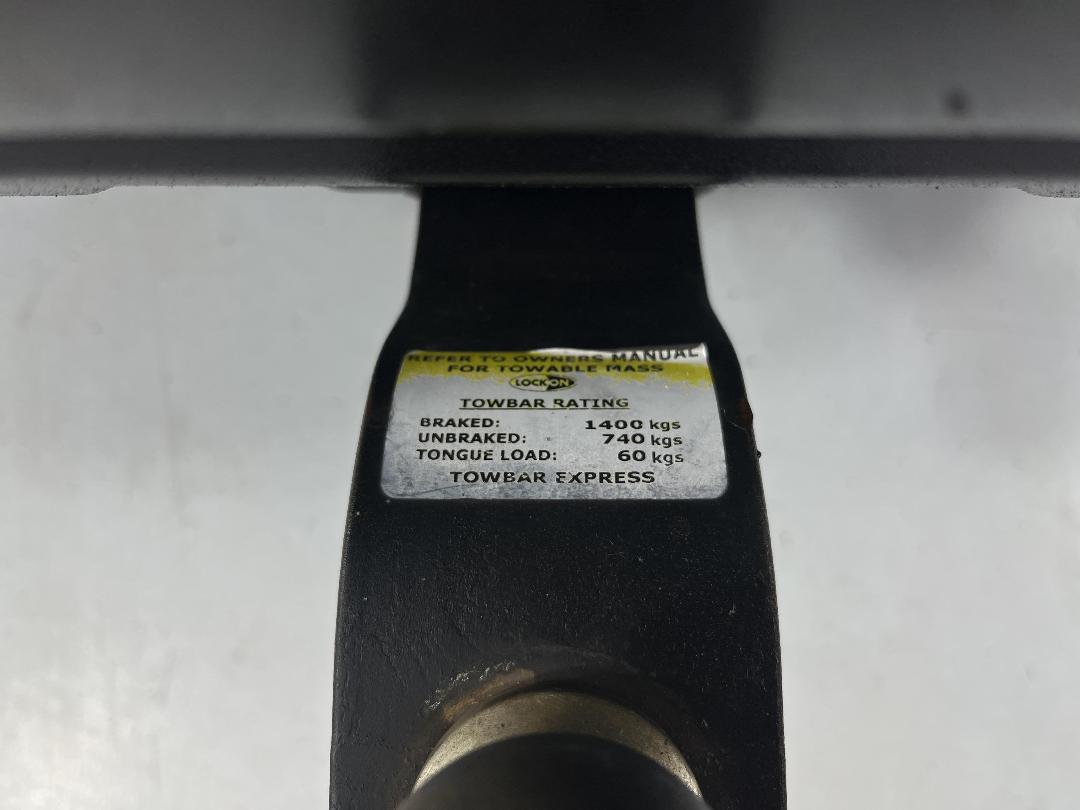 REFER TO OWNERS MANUAL
FOR TOWABLE MASS
LOCKON
TOWBAR RATING
BRAKED: 1400 kgs
UNBRAKED: 740 kgs
TONGUE LOAD: 60 kgs
TOWBAR EXPRESS